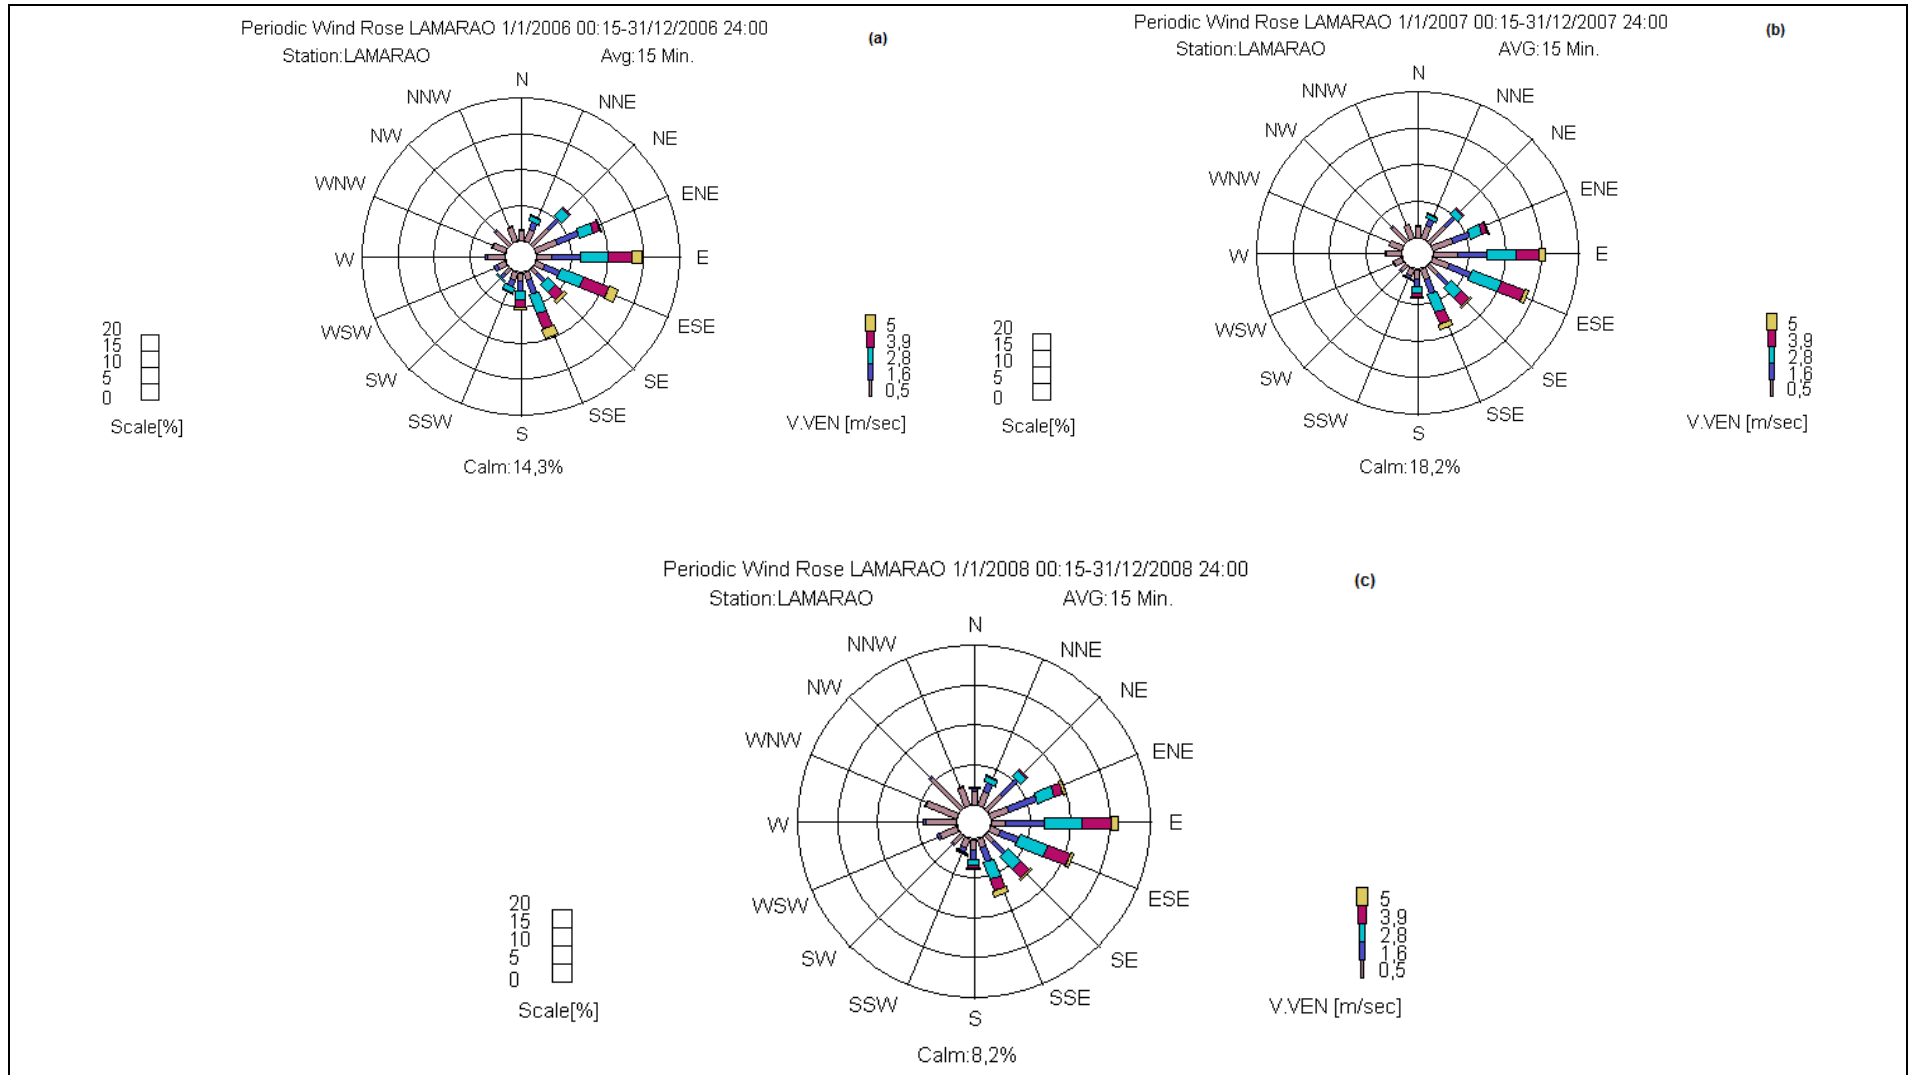 Periodic Wind Rose LAMARAO 1/1/2006 00:15-31/12/2006 24:00
(a)
Station:LAMARAO Avg:15 Min.
N
NNW NNE
NW NE
WNW ENE
W E
WSW ESE
SW SE
SSW SSE
S
20
15
10
5
0
Scale[%]
5
3,9
2,8
1,6
0,5
V.VEN [m/sec]
Calm:14,3%
Periodic Wind Rose LAMARAO 1/1/2007 00:15-31/12/2007 24:00
(b)
Station:LAMARAO AVG:15 Min.
N
NNW NNE
NW NE
WNW ENE
W E
WSW ESE
SW SE
SSW SSE
S
20
15
10
5
0
Scale[%]
5
3,9
2,8
1,6
0,5
V.VEN [m/sec]
Calm:18,2%
Periodic Wind Rose LAMARAO 1/1/2008 00:15-31/12/2008 24:00
(c)
Station:LAMARAO AVG:15 Min.
N
NNW NNE
NW NE
WNW ENE
W E
WSW ESE
SW SE
SSW SSE
S
20
15
10
5
0
Scale[%]
5
3,9
2,8
1,6
0,5
V.VEN [m/sec]
Calm:8,2%